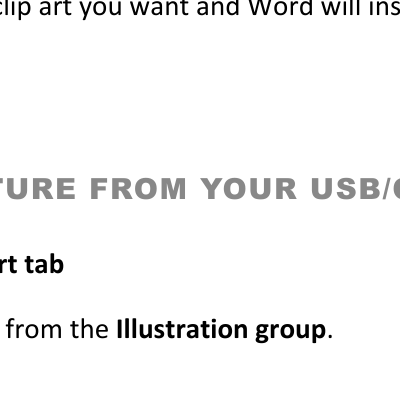 clip art you want and Word will ins
TURE FROM YOUR USB/
rt tab
from the Illustration group.